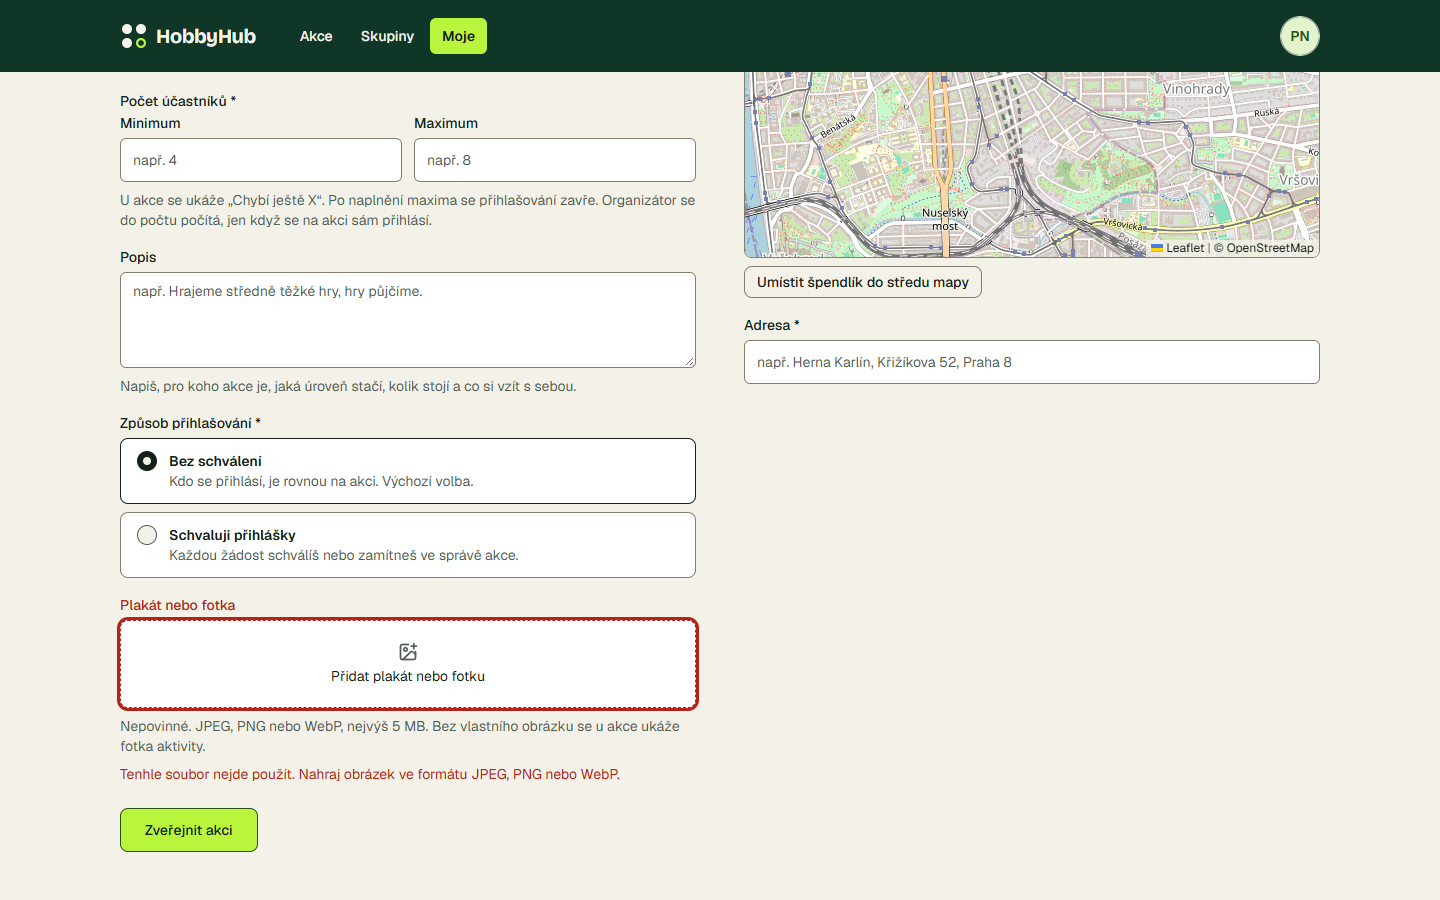 HobbyHub
Akce
Skupiny
Moje
PN
Počet účastníků *
Minimum
Maximum
např. 4
např. 8
U akce se ukáže „Chybí ještě X“. Po naplnění maxima se přihlašování zavře. Organizátor se
do počtu počítá, jen když se na akci sám přihlásí.
Popis
např. Hrajeme středně těžké hry, hry půjčíme.
Napiš, pro koho akce je, jaká úroveň stačí, kolik stojí a co si vzít s sebou.
Způsob přihlašování *
Bez schválení
Kdo se přihlásí, je rovnou na akci. Výchozí volba.
Schvaluji přihlášky
Každou žádost schválíš nebo zamítneš ve správě akce.
Plakát nebo fotka
Přidat plakát nebo fotku
Nepovinné. JPEG, PNG nebo WebP, nejvýš 5 MB. Bez vlastního obrázku se u akce ukáže
fotka aktivity.
Tenhle soubor nejde použít. Nahraj obrázek ve formátu JPEG, PNG nebo WebP.
Zveřejnit akci
Vinohrady
Ruská
Benátská
Ko
Vršovi
Nuselský
most
Vršovická
Leaflet | © OpenStreetMap
Umístit špendlík do středu mapy
Adresa *
např. Herna Karlín, Křižíkova 52, Praha 8